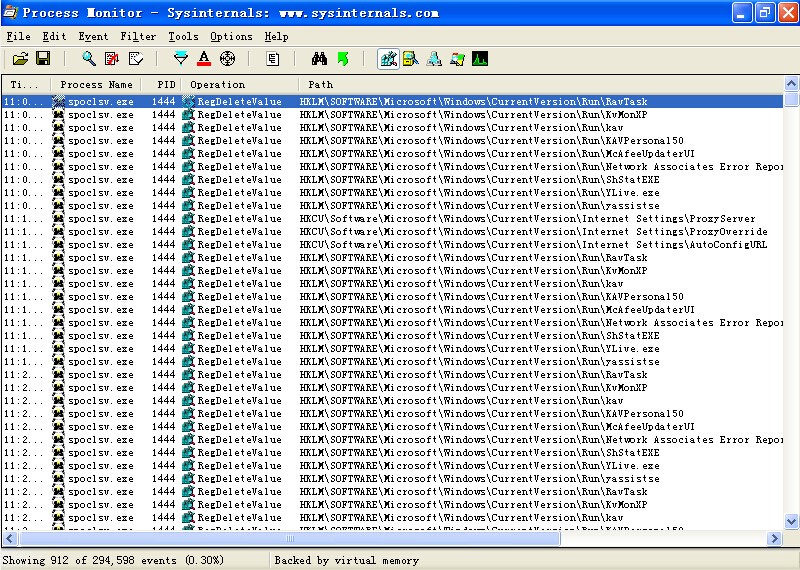 Process Monitor - Sysinternals: www.sysinternals.com
File Edit Event Filter Tools Options Help
Ti... Process Name PID Operation Path
11:0... spoclsv.exe 1444 RegDeleteValue HKLM\SOFTWARE\Microsoft\Windows\CurrentVersion\Run\RavTask
11:0... spoclsv.exe 1444 RegDeleteValue HKLM\SOFTWARE\Microsoft\Windows\CurrentVersion\Run\KvMonXP
11:0... spoclsv.exe 1444 RegDeleteValue HKLM\SOFTWARE\Microsoft\Windows\CurrentVersion\Run\kav
11:0... spoclsv.exe 1444 RegDeleteValue HKLM\SOFTWARE\Microsoft\Windows\CurrentVersion\Run\KAVPersonal50
11:0... spoclsv.exe 1444 RegDeleteValue HKLM\SOFTWARE\Microsoft\Windows\CurrentVersion\Run\McAfeeUpdaterUI
11:0... spoclsv.exe 1444 RegDeleteValue HKLM\SOFTWARE\Microsoft\Windows\CurrentVersion\Run\Network Associates Error Repor
11:0... spoclsv.exe 1444 RegDeleteValue HKLM\SOFTWARE\Microsoft\Windows\CurrentVersion\Run\ShStatEXE
11:0... spoclsv.exe 1444 RegDeleteValue HKLM\SOFTWARE\Microsoft\Windows\CurrentVersion\Run\YLive.exe
11:0... spoclsv.exe 1444 RegDeleteValue HKLM\SOFTWARE\Microsoft\Windows\CurrentVersion\Run\yassistse
11:1... spoclsv.exe 1444 RegDeleteValue HKCU\Software\Microsoft\Windows\CurrentVersion\Internet Settings\ProxyServer
11:1... spoclsv.exe 1444 RegDeleteValue HKCU\Software\Microsoft\Windows\CurrentVersion\Internet Settings\ProxyOverride
11:1... spoclsv.exe 1444 RegDeleteValue HKCU\Software\Microsoft\Windows\CurrentVersion\Internet Settings\AutoConfigURL
11:1... spoclsv.exe 1444 RegDeleteValue HKLM\SOFTWARE\Microsoft\Windows\CurrentVersion\Run\RavTask
11:1... spoclsv.exe 1444 RegDeleteValue HKLM\SOFTWARE\Microsoft\Windows\CurrentVersion\Run\KvMonXP
11:1... spoclsv.exe 1444 RegDeleteValue HKLM\SOFTWARE\Microsoft\Windows\CurrentVersion\Run\kav
11:1... spoclsv.exe 1444 RegDeleteValue HKLM\SOFTWARE\Microsoft\Windows\CurrentVersion\Run\KAVPersonal50
11:1... spoclsv.exe 1444 RegDeleteValue HKLM\SOFTWARE\Microsoft\Windows\CurrentVersion\Run\McAfeeUpdaterUI
11:1... spoclsv.exe 1444 RegDeleteValue HKLM\SOFTWARE\Microsoft\Windows\CurrentVersion\Run\Network Associates Error Repor
11:1... spoclsv.exe 1444 RegDeleteValue HKLM\SOFTWARE\Microsoft\Windows\CurrentVersion\Run\ShStatEXE
11:1... spoclsv.exe 1444 RegDeleteValue HKLM\SOFTWARE\Microsoft\Windows\CurrentVersion\Run\YLive.exe
11:1... spoclsv.exe 1444 RegDeleteValue HKLM\SOFTWARE\Microsoft\Windows\CurrentVersion\Run\yassistse
11:2... spoclsv.exe 1444 RegDeleteValue HKLM\SOFTWARE\Microsoft\Windows\CurrentVersion\Run\RavTask
11:2... spoclsv.exe 1444 RegDeleteValue HKLM\SOFTWARE\Microsoft\Windows\CurrentVersion\Run\KvMonXP
11:2... spoclsv.exe 1444 RegDeleteValue HKLM\SOFTWARE\Microsoft\Windows\CurrentVersion\Run\kav
11:2... spoclsv.exe 1444 RegDeleteValue HKLM\SOFTWARE\Microsoft\Windows\CurrentVersion\Run\KAVPersonal50
11:2... spoclsv.exe 1444 RegDeleteValue HKLM\SOFTWARE\Microsoft\Windows\CurrentVersion\Run\McAfeeUpdaterUI
11:2... spoclsv.exe 1444 RegDeleteValue HKLM\SOFTWARE\Microsoft\Windows\CurrentVersion\Run\Network Associates Error Repor
11:2... spoclsv.exe 1444 RegDeleteValue HKLM\SOFTWARE\Microsoft\Windows\CurrentVersion\Run\ShStatEXE
11:2... spoclsv.exe 1444 RegDeleteValue HKLM\SOFTWARE\Microsoft\Windows\CurrentVersion\Run\YLive.exe
11:2... spoclsv.exe 1444 RegDeleteValue HKLM\SOFTWARE\Microsoft\Windows\CurrentVersion\Run\yassistse
11:2... spoclsv.exe 1444 RegDeleteValue HKLM\SOFTWARE\Microsoft\Windows\CurrentVersion\Run\RavTask
11:2... spoclsv.exe 1444 RegDeleteValue HKLM\SOFTWARE\Microsoft\Windows\CurrentVersion\Run\KvMonXP
11:2... spoclsv.exe 1444 RegDeleteValue HKLM\SOFTWARE\Microsoft\Windows\CurrentVersion\Run\kav
Showing 912 of 294,598 events (0.30%) Backed by virtual memory